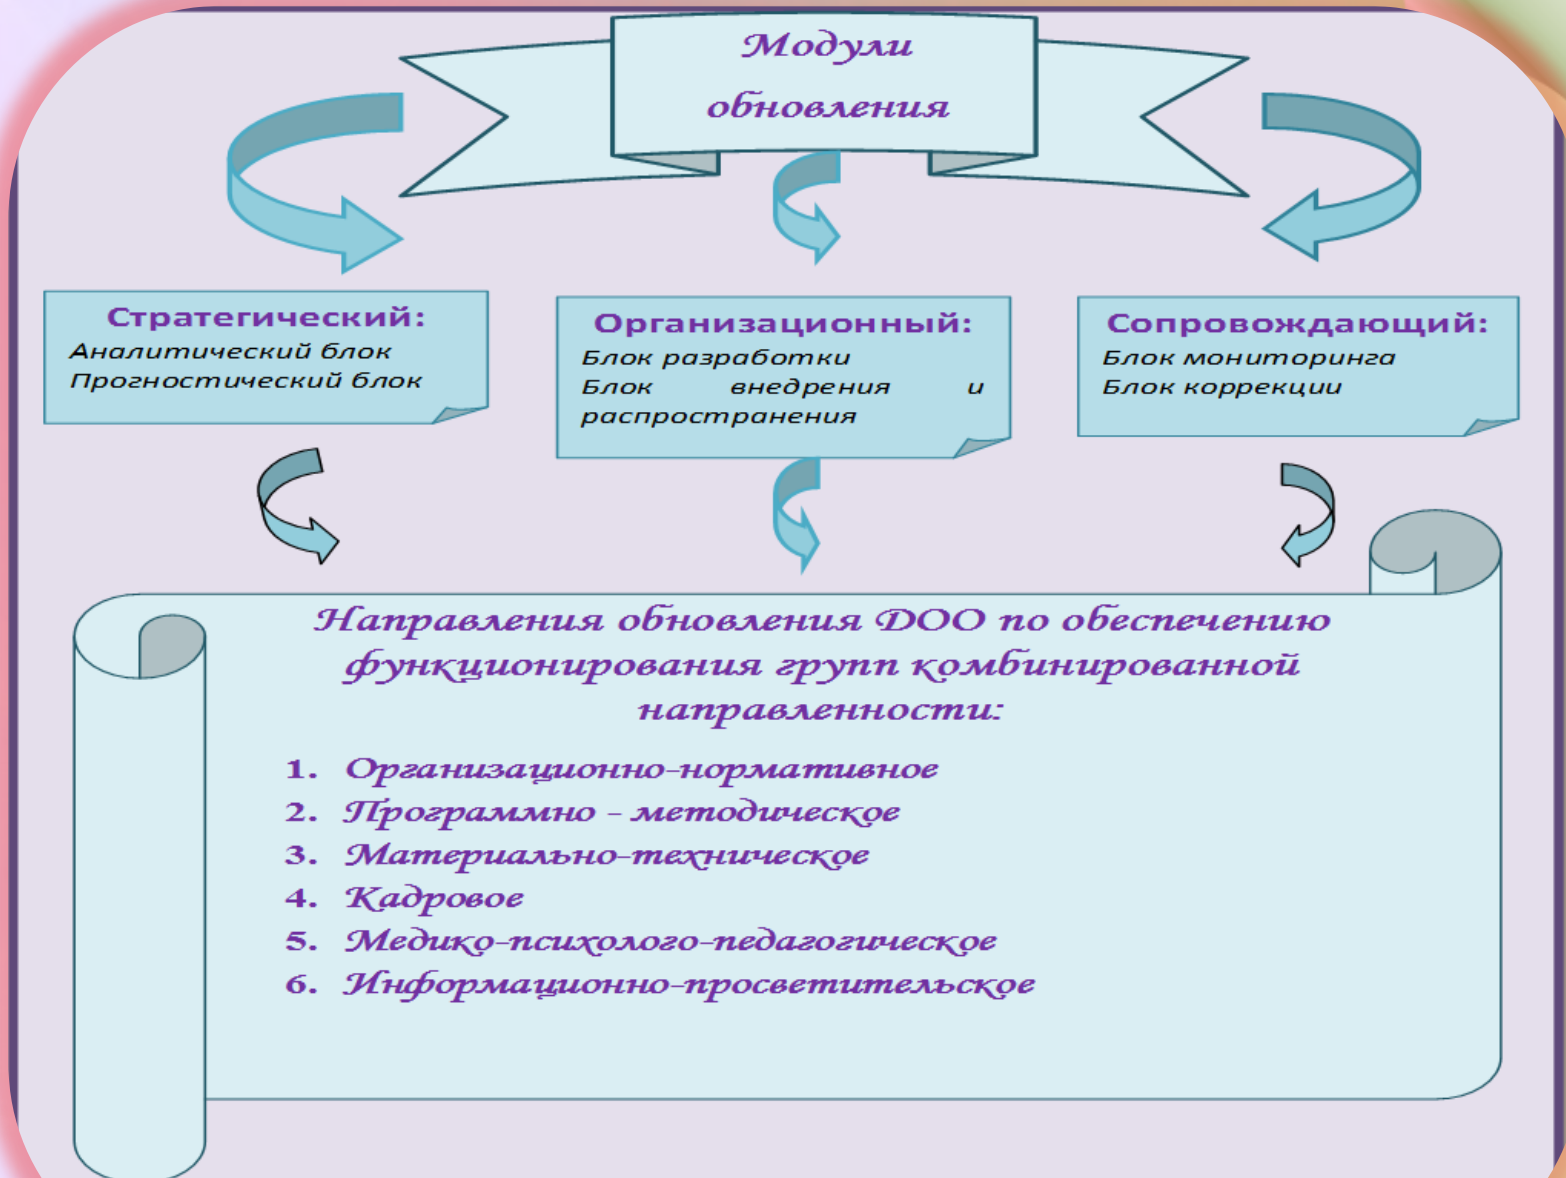 Модули
обновления
Стратегический:
Аналитический блок
Прогностический блок
Организационный:
Блок разработки
Блок внедрения и
распространения
Сопровождающий:
Блок мониторинга
Блок коррекции
Направления обновления ДОО по обеспечению
функционирования групп комбинированной
направленности:
1. Организационно-нормативное
2. Программно - методическое
3. Материально-техническое
4. Кадровое
5. Медико-психолого-педагогическое
6. Информационно-просветительское